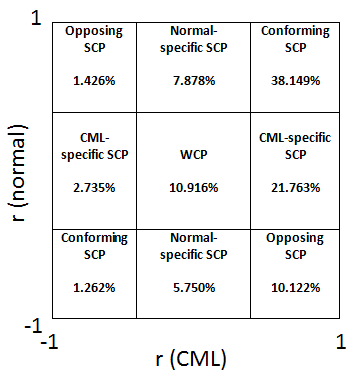 1
Opposing
SCP
1.426%
Normal-
specific SCP
7.878%
Conforming
SCP
38.149%
r (normal)
CML-
specific SCP
2.735%
WCP
10.916%
CML-specific
SCP
21.763%
Conforming
SCP
1.262%
Normal-
specific SCP
5.750%
Opposing
SCP
10.122%
-1
-1
1
r (CML)